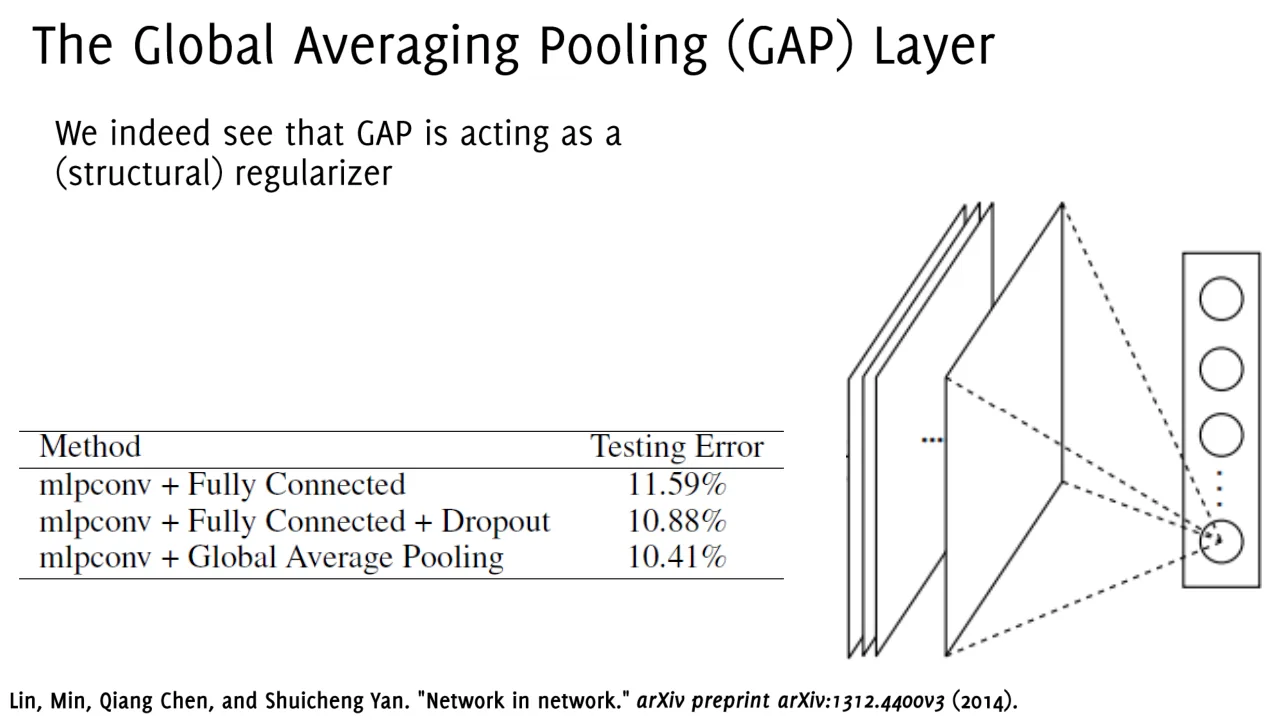 The Global Averaging Pooling (GAP) Layer
We indeed see that GAP is acting as a
(structural) regularizer
Method Testing Error
mlpconv + Fully Connected 11.59%
mlpconv + Fully Connected + Dropout 10.88%
mlpconv + Global Average Pooling 10.41%
Lin, Min, Qiang Chen, and Shuicheng Yan. "Network in network." arXiv preprint arXiv:1312.4400v3 (2014).